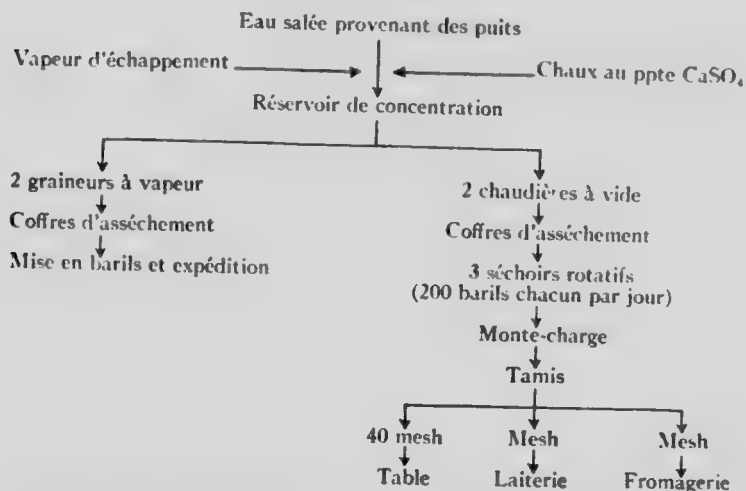 Eau salée provenant des puits
Vapeur d'échappement
Chaux au ppte CaSO₄
Réservoir de concentration
2 graineurs à vapeur
Coffres d'asséchement
Mise en barils et expédition
2 chaudières à vide
Coffres d'asséchement
3 séchoirs rotatifs
(200 barils chacun par jour)
Monte-charge
Tamis
40 mesh
Mesh
Mesh
Table
Laiterie
Fromagerie